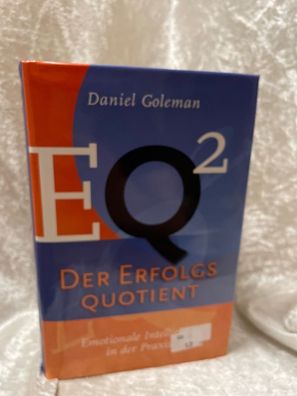 Daniel Goleman
EQ²
DER ERFOLGS
QUOTIENT
Emotionale
in der Praxis